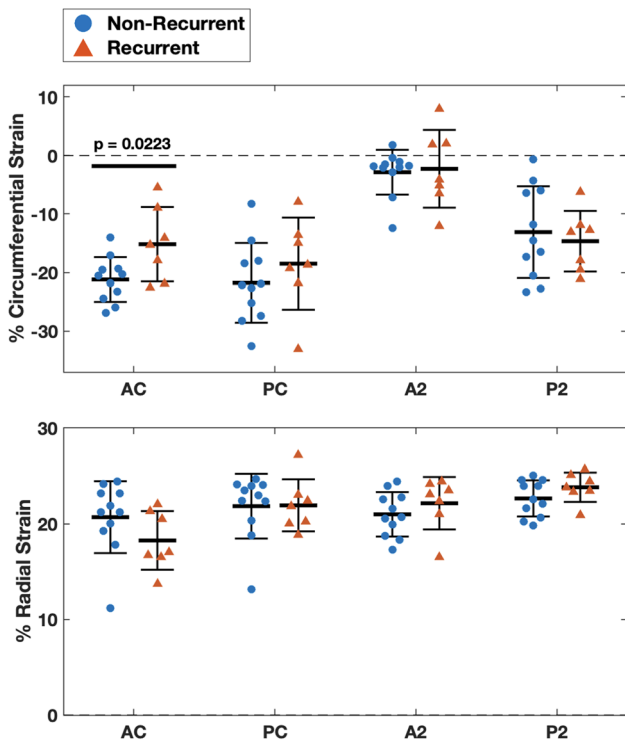 Non-Recurrent
Recurrent
% Circumferential Strain
10
0
-10
-20
-30
p = 0.0223
AC PC A2 P2
% Radial Strain
30
20
10
0
AC PC A2 P2